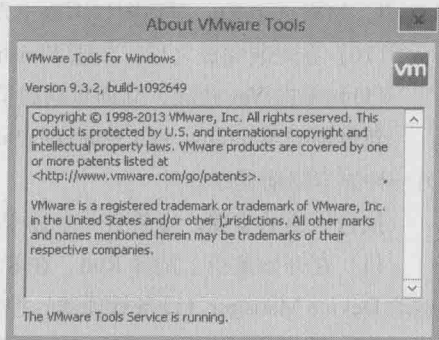 About VMware Tools
VMware Tools for Windows
vm
Version 9.3.2, build-1092649
Copyright © 1998-2013 VMware, Inc. All rights reserved. This
product is protected by U.S. and international copyright and
intellectual property laws. VMware products are covered by one
or more patents listed at
<http://www.vmware.com/go/patents>.
VMware is a registered trademark or trademark of VMware, Inc.
in the United States and/or other jurisdictions. All other marks
and names mentioned herein may be trademarks of their
respective companies.
The VMware Tools Service is running.